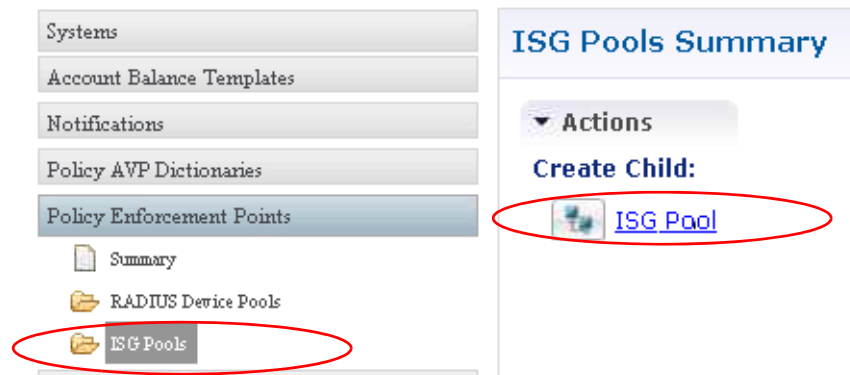 Systems
Account Balance Templates
Notifications
Policy AVP Dictionaries
Policy Enforcement Points
Summary
RADIUS Device Pools
ISG Pools
ISG Pools Summary
Actions
Create Child:
ISG Pool